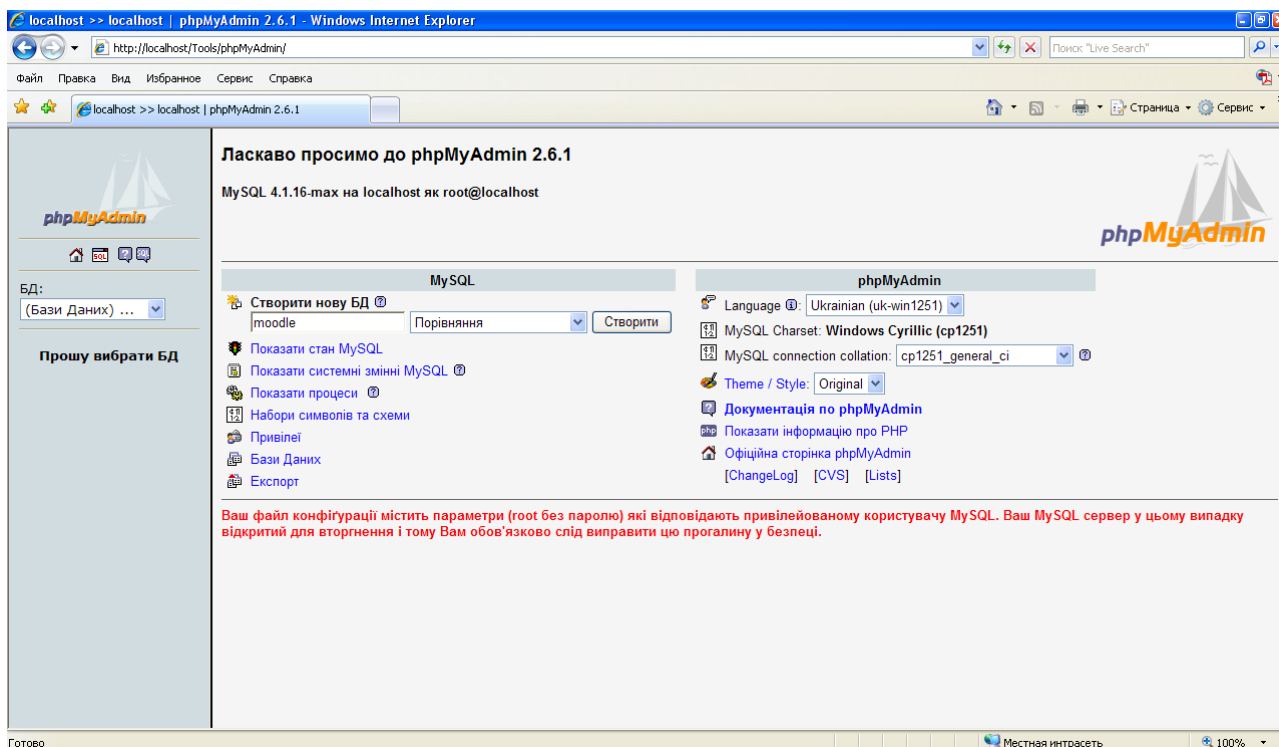 localhost >> localhost | phpMyAdmin 2.6.1 - Windows Internet Explorer
http://localhost/Tools/phpMyAdmin/
Поиск "Live Search"
Файл Правка Вид Избранное Сервис Справка
localhost >> localhost | phpMyAdmin 2.6.1
Страница Сервис
phpMyAdmin
SQL
БД:
(Бази Даних) ...
Прошу вибрати БД
Ласкаво просимо до phpMyAdmin 2.6.1
MySQL 4.1.16-max на localhost як root@localhost
phpMyAdmin
MySQL
Створити нову БД
moodle Порівняння Створити
Показати стан MySQL
Показати системні змінні MySQL
Показати процеси
Набори символів та схеми
Привілеї
Бази Даних
Експорт
phpMyAdmin
Language : Ukrainian (uk-win1251)
MySQL Charset: Windows Cyrillic (cp1251)
MySQL connection collation: cp1251_general_ci
Theme / Style: Original
Документація по phpMyAdmin
php Показати інформацію про PHP
Офіційна сторінка phpMyAdmin
[ChangeLog] [CVS] [Lists]
Ваш файл конфіґурації містить параметри (root без паролю) які відповідають привілейованому користувачу MySQL. Ваш MySQL сервер у цьому випадку
відкритий для вторгнення і тому Вам обов'язково слід виправити цю прогалину у безпеці.
Готово
Местная интрасеть
100%